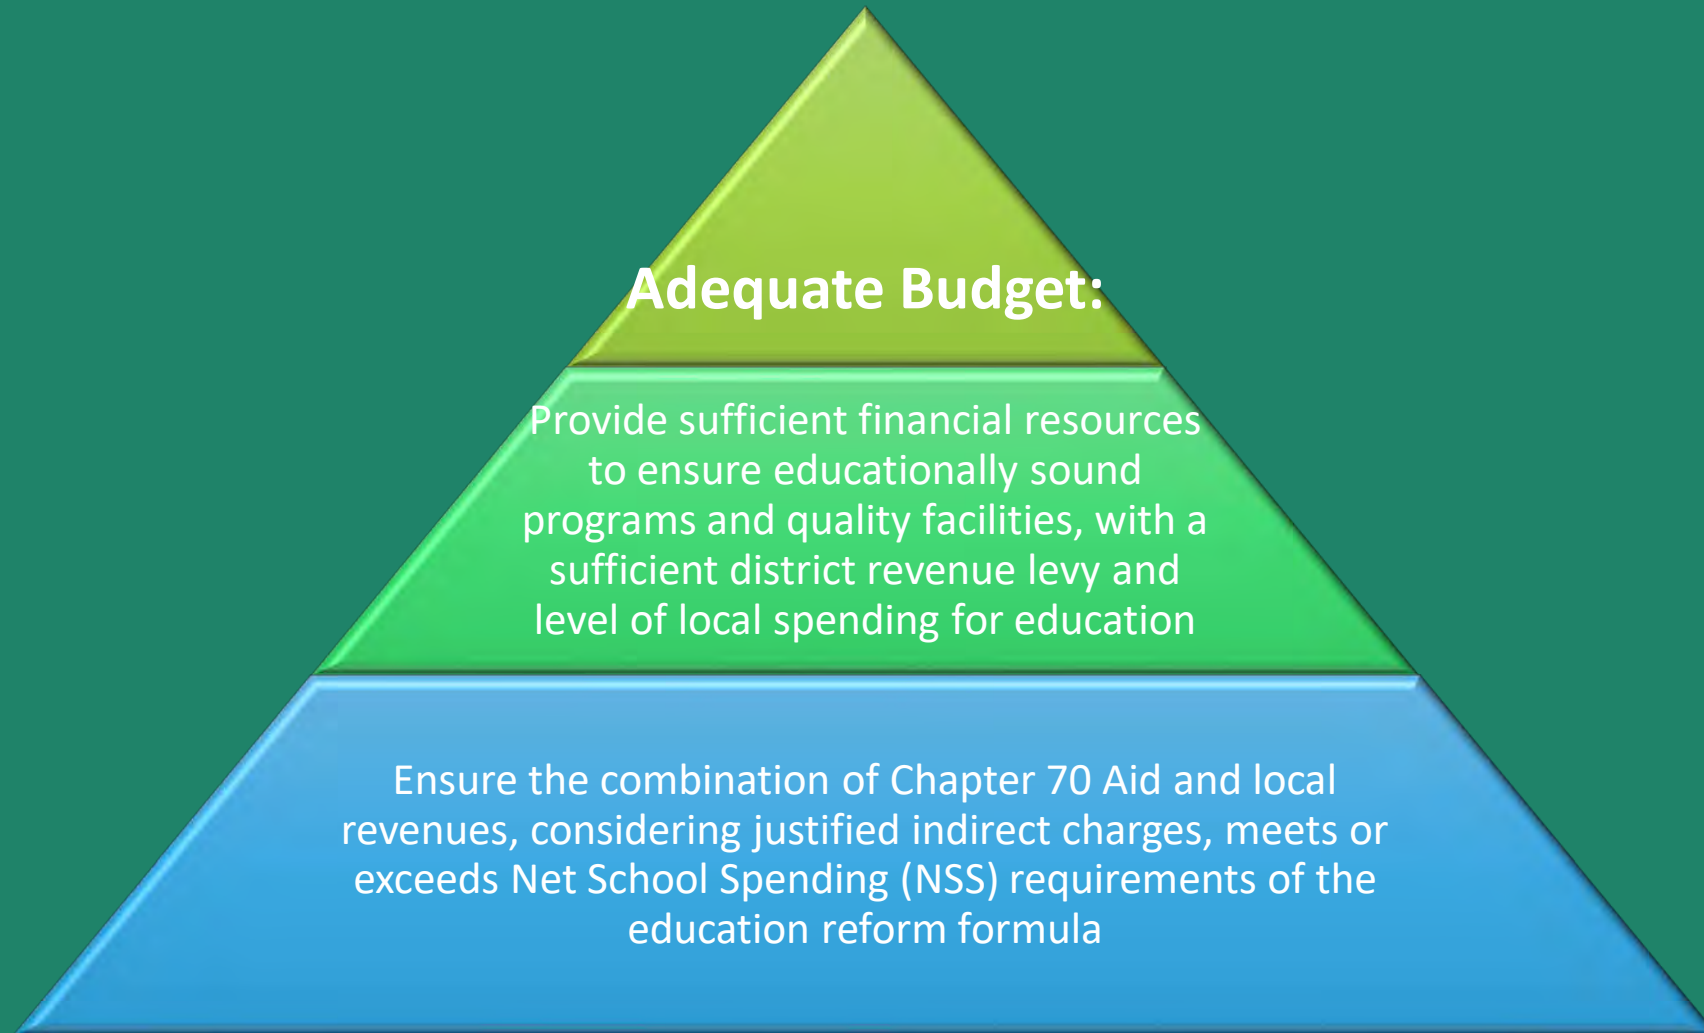 Adequate Budget:
Provide sufficient financial resources
to ensure educationally sound
programs and quality facilities, with a
sufficient district revenue levy and
level of local spending for education
Ensure the combination of Chapter 70 Aid and local
revenues, considering justified indirect charges, meets or
exceeds Net School Spending (NSS) requirements of the
education reform formula